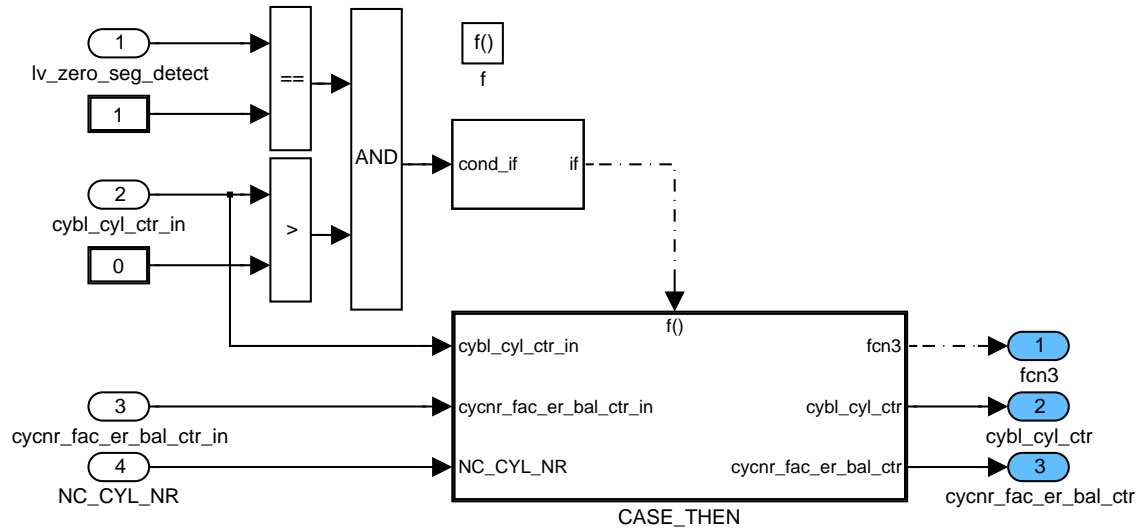 1
lv_zero_seg_detect
1
==
f()
f
AND
cond_if
if
2
cybl_cyl_ctr_in
0
>
f()
cybl_cyl_ctr_in
fcn3
1
fcn3
3
cycnr_fac_er_bal_ctr_in
cycnr_fac_er_bal_ctr_in
cybl_cyl_ctr
2
cybl_cyl_ctr
4
NC_CYL_NR
NC_CYL_NR
cycnr_fac_er_bal_ctr
3
cycnr_fac_er_bal_ctr
CASE_THEN